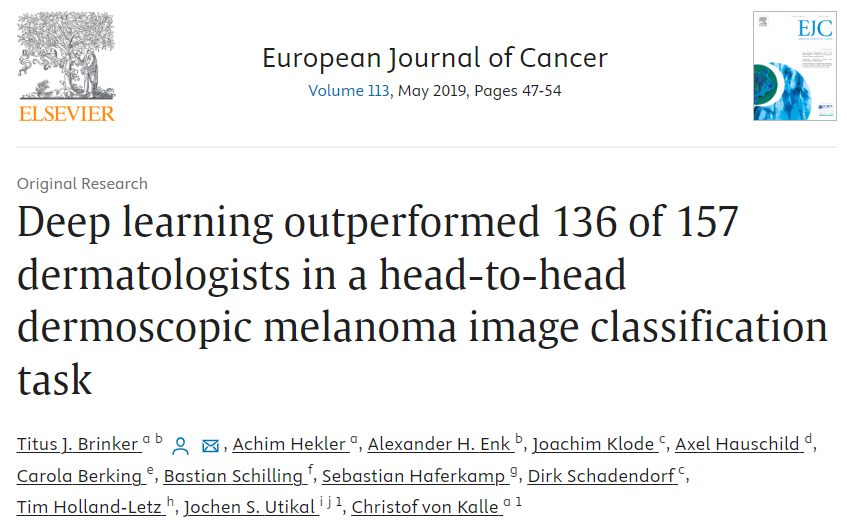 ELSEVIER
European Journal of Cancer
Volume 113, May 2019, Pages 47-54
EJC
Original Research
Deep learning outperformed 136 of 157
dermatologists in a head-to-head
dermoscopic melanoma image classification
task
Titus J. Brinker a b , Achim Hekler a, Alexander H. Enk b, Joachim Klode c, Axel Hauschild d,
Carola Berking e, Bastian Schilling f, Sebastian Haferkamp g, Dirk Schadendorf c,
Tim Holland-Letz h, Jochen S. Utikal i j 1, Christof von Kalle a 1